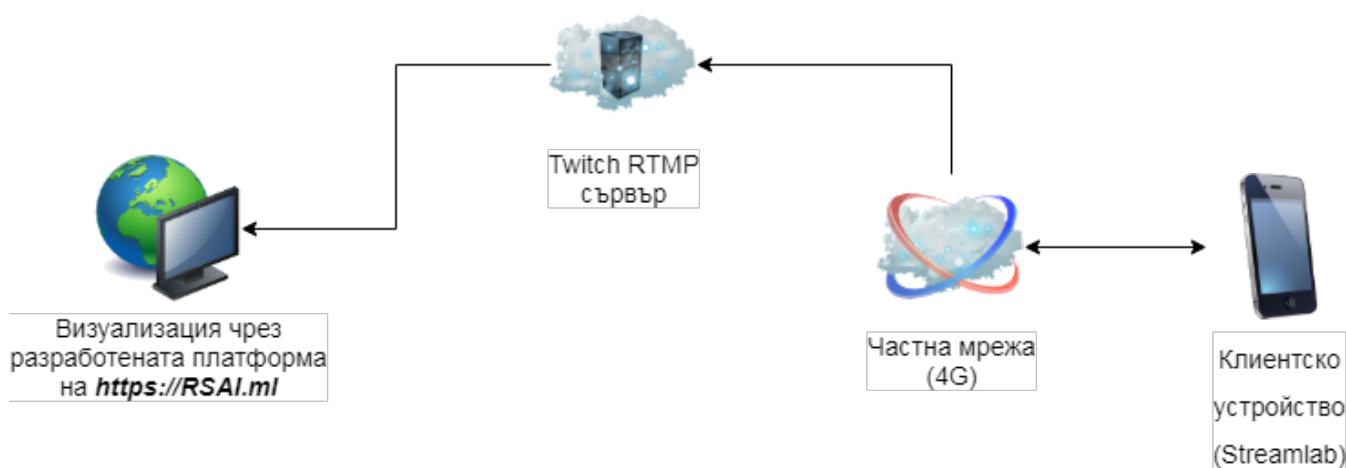 Twitch RTMP
сървър
Визуализация чрез
разработената платформа
на https://RSAI.ml
Частна мрежа
(4G)
Клиентско
устройство
(Streamlab)